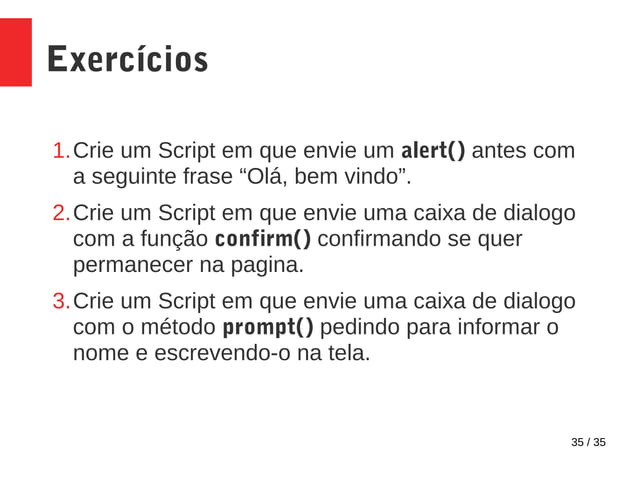 Exercícios
1. Crie um Script em que envie um alert() antes com
a seguinte frase “Olá, bem vindo”.
2. Crie um Script em que envie uma caixa de dialogo
com a função confirm() confirmando se quer
permanecer na pagina.
3. Crie um Script em que envie uma caixa de dialogo
com o método prompt() pedindo para informar o
nome e escrevendo-o na tela.
35 / 35